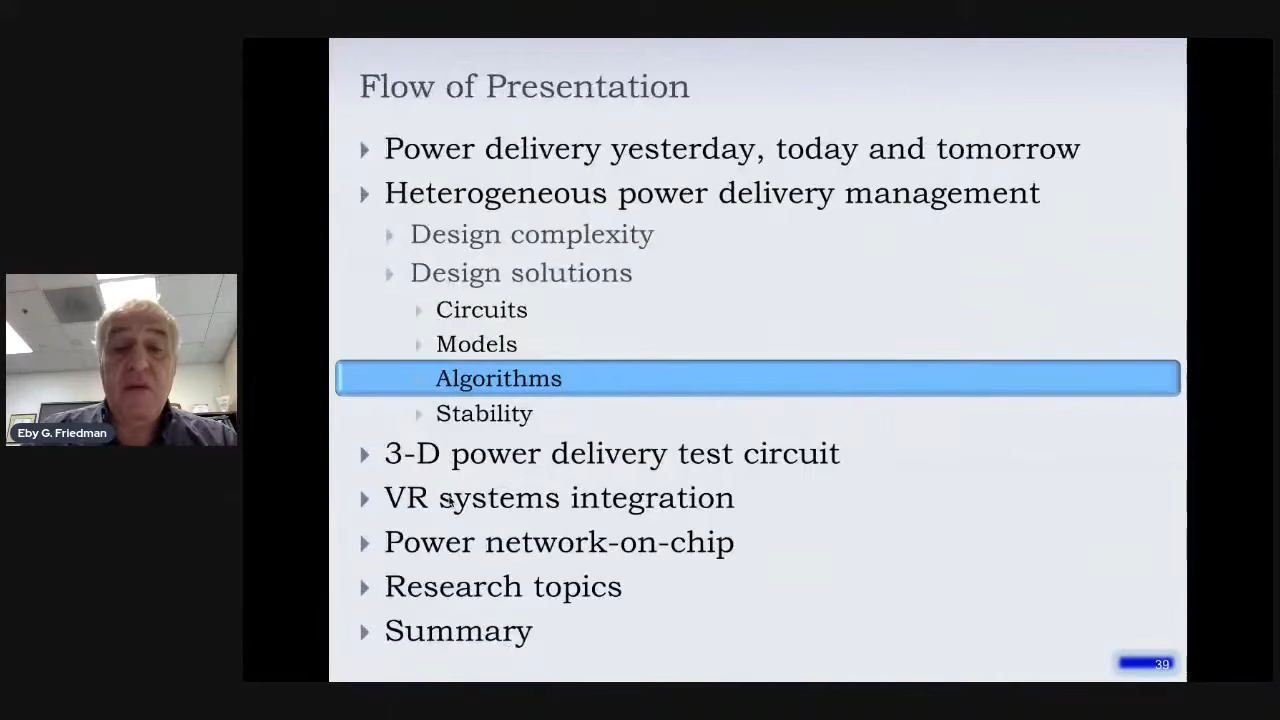 Flow of Presentation
Power delivery yesterday, today and tomorrow
Heterogeneous power delivery management
Design complexity
Design solutions
Circuits
Models
Algorithms
Stability
3-D power delivery test circuit
VR systems integration
Power network-on-chip
Research topics
Summary
39
Eby G. Friedman